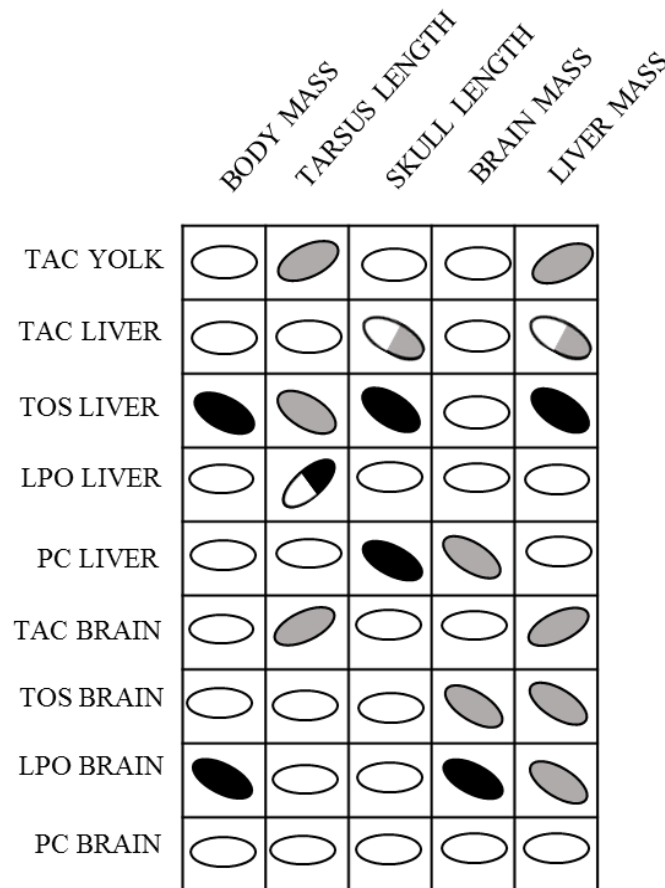 BODY MASS
TARSUS LENGTH
SKULL LENGTH
BRAIN MASS
LIVER MASS
TAC YOLK
TAC LIVER
TOS LIVER
LPO LIVER
PC LIVER
TAC BRAIN
TOS BRAIN
LPO BRAIN
PC BRAIN